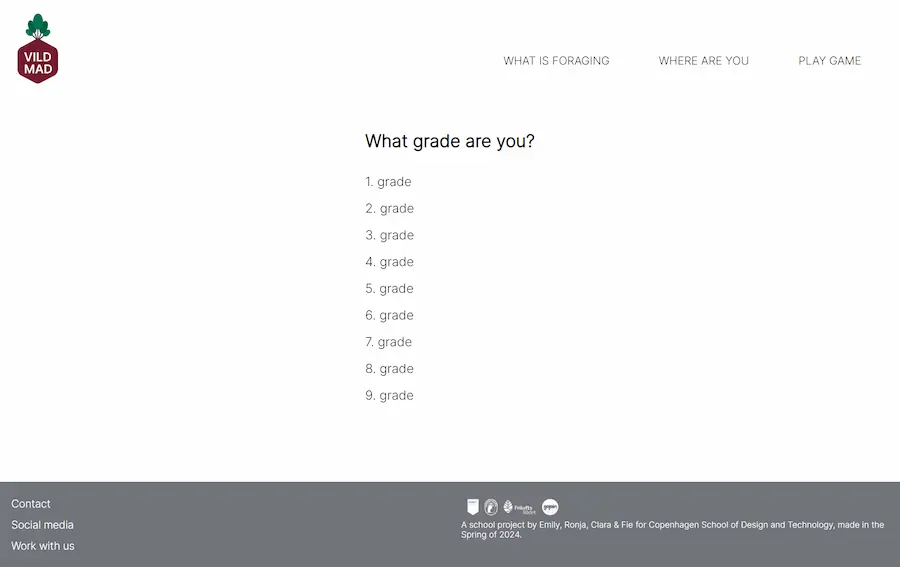 VILD
MAD
WHAT IS FORAGING
WHERE ARE YOU
PLAY GAME
What grade are you?
1. grade
2. grade
3. grade
4. grade
5. grade
6. grade
7. grade
8. grade
9. grade
Contact
Social media
Work with us
Frilufts
A school project by Emily, Ronja, Clara & Fie for Copenhagen School of Design and Technology, made in the
Spring of 2024.